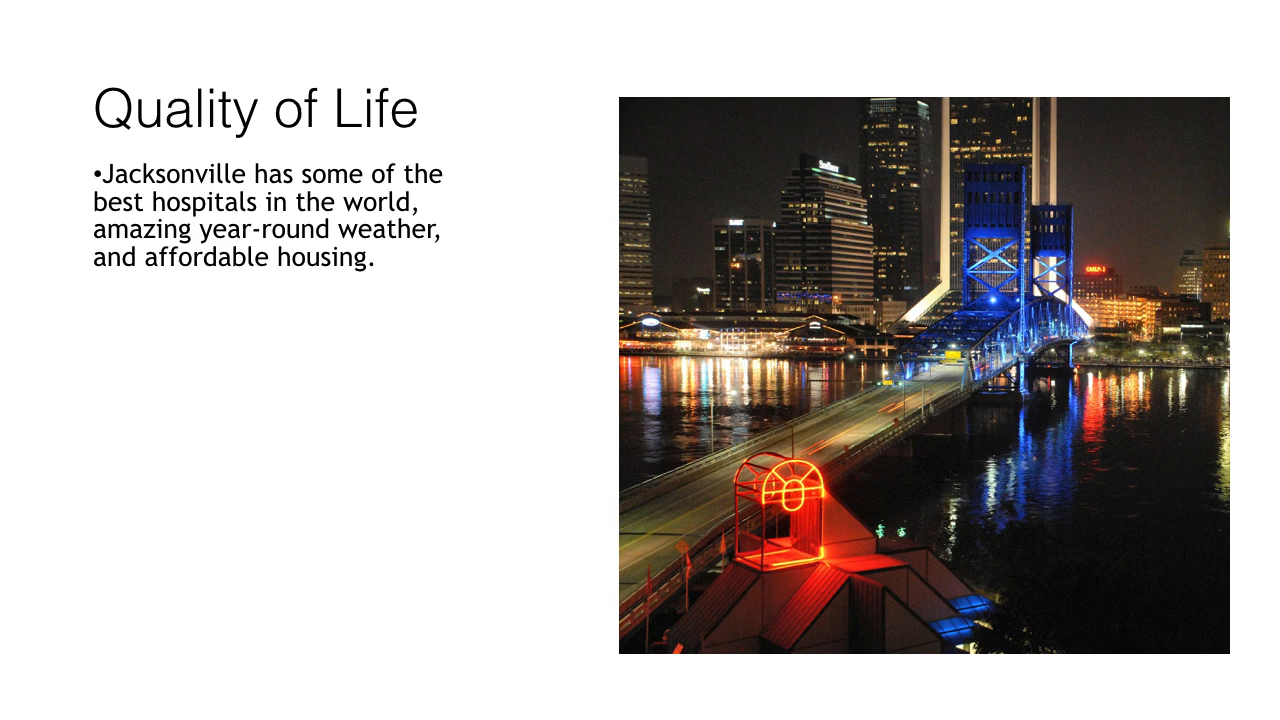 Quality of Life
•Jacksonville has some of the
best hospitals in the world,
amazing year-round weather,
and affordable housing.